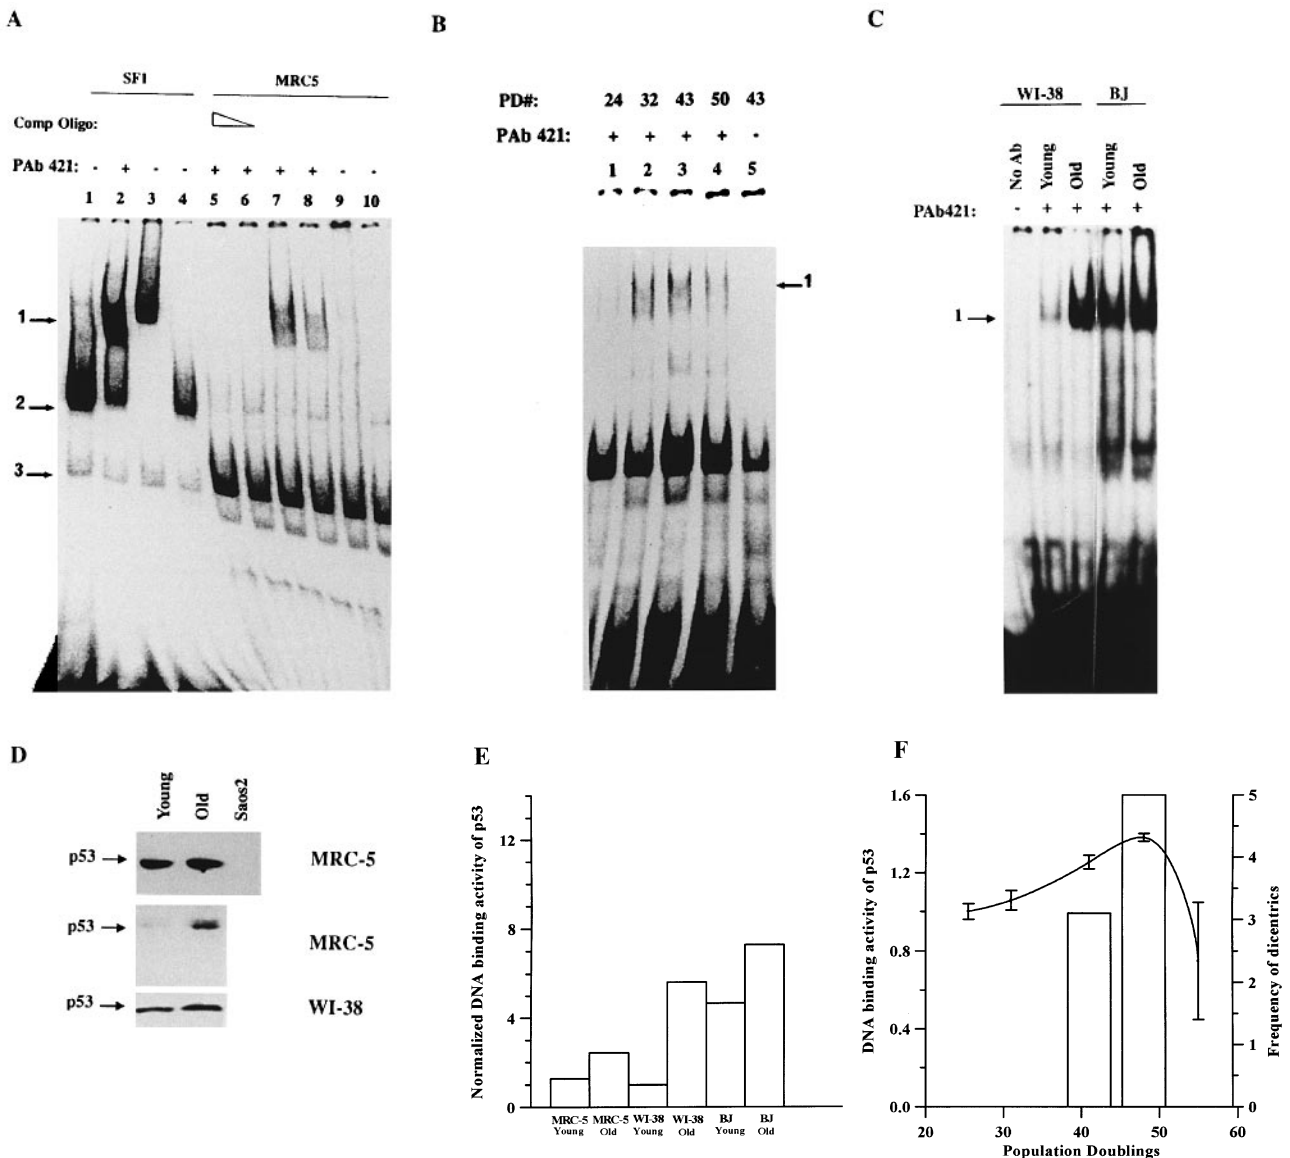 A
SF1 MRC5
Comp Oligo:
PAb 421: - + - - + + + + - -
1 2 3 4 5 6 7 8 9 10
1
2
3
B
PD#: 24 32 43 50 43
PAb 421: + + + + -
1 2 3 4 5
1
C
WI-38 BJ
No Ab Young Old Young Old
PAb421: - + + + +
1
D
Young Old Saos2
p53 MRC-5
p53 MRC-5
p53 WI-38
E
Normalized DNA binding activity of p53
12
8
4
0
MRC-5 MRC-5 WI-38 WI-38 BJ BJ
Young Old Young Old Young Old
F
DNA binding activity of p53
1.6
1.2
0.8
0.4
0.0
5
4
3
2
1
0
Frequency of dicentrics
20 30 40 50 60
Population Doublings